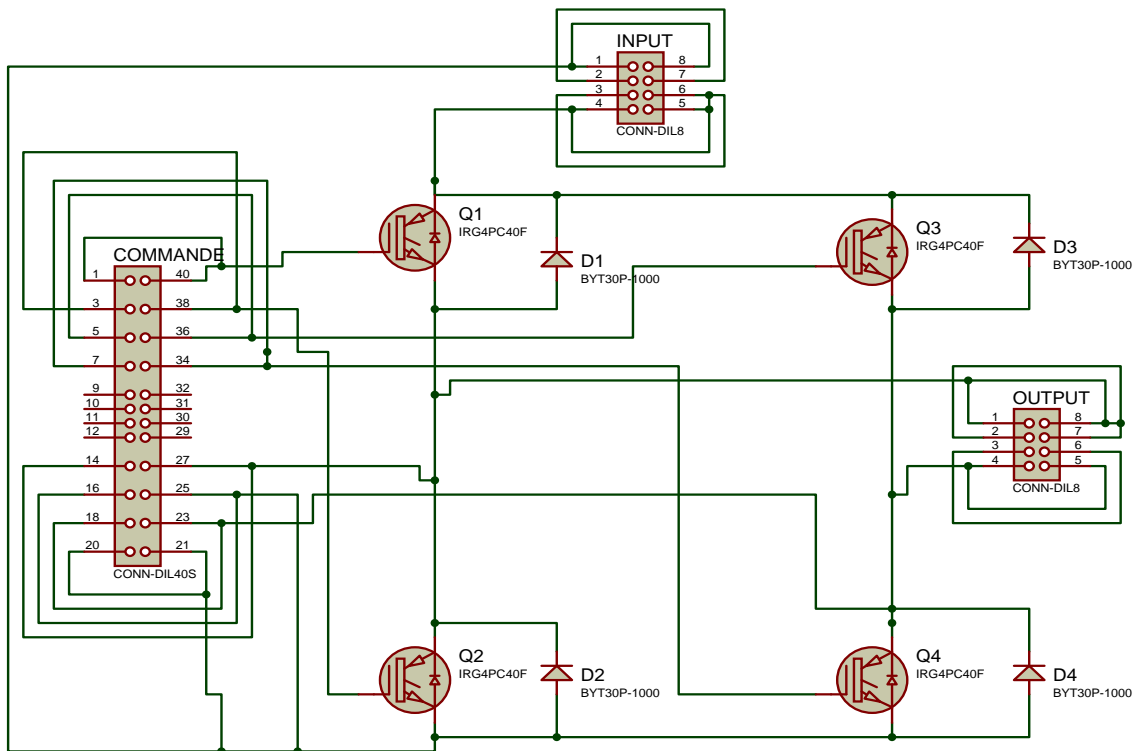 INPUT
1 8
2 7
3 6
4 5
CONN-DIL8
Q1
IRG4PC40F
Q3
IRG4PC40F
D1
BYT30P-1000
D3
BYT30P-1000
COMMANDE
1 40
3 38
5 36
7 34
9 32
10 31
11 30
12 29
14 27
16 25
18 23
20 21
CONN-DIL40S
OUTPUT
1 8
2 7
3 6
4 5
CONN-DIL8
Q2
IRG4PC40F
D2
BYT30P-1000
Q4
IRG4PC40F
D4
BYT30P-1000